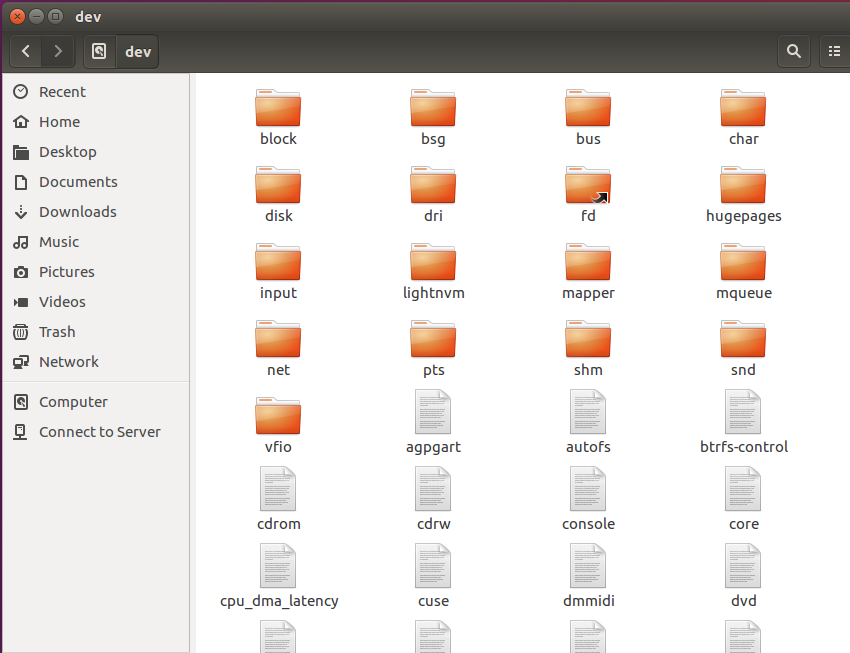 dev
dev
Recent
Home
Desktop
Documents
Downloads
Music
Pictures
Videos
Trash
Network
Computer
Connect to Server
block bsg bus char
disk dri fd hugepages
input lightnvm mapper mqueue
net pts shm snd
vfio agpgart autofs btrfs-control
cdrom cdrw console core
cpu_dma_latency cuse dmmidi dvd